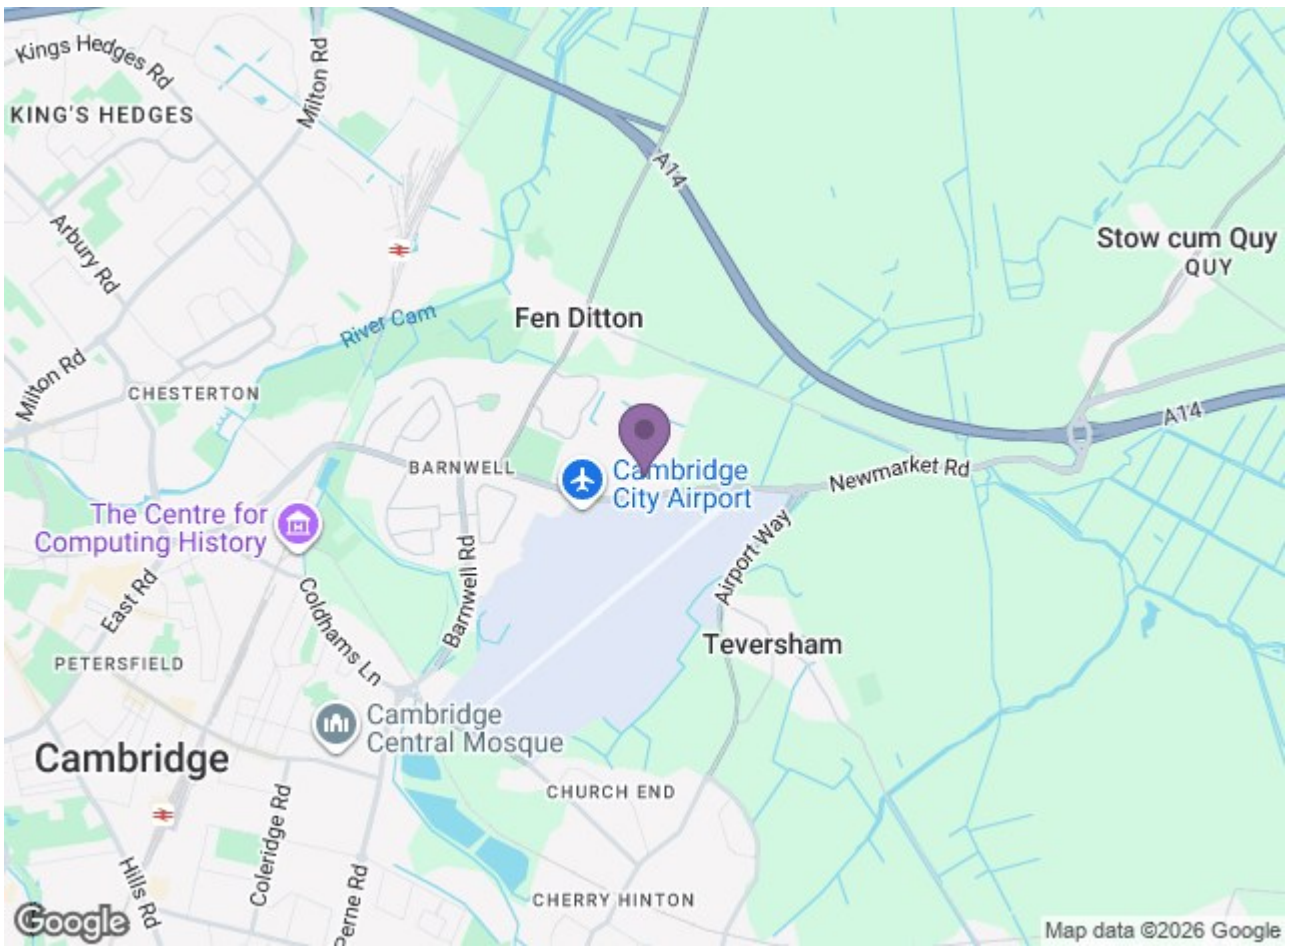 Kings Hedges Rd
Milton Rd
KING'S HEDGES
A14
Arbury Rd
Stow cum Quy
QUY
River Cam
Fen Ditton
Milton Rd
CHESTERTON
A14
BARNWELL
Cambridge
City Airport
Newmarket Rd
The Centre for
Computing History
Airport Way
East Rd
Coldhams Ln
Barnwell Rd
Teversham
PETERSFIELD
Cambridge
Central Mosque
Cambridge
CHURCH END
Coleridge Rd
Hills Rd
Perne Rd
CHERRY HINTON
Google
Map data ©2026 Google